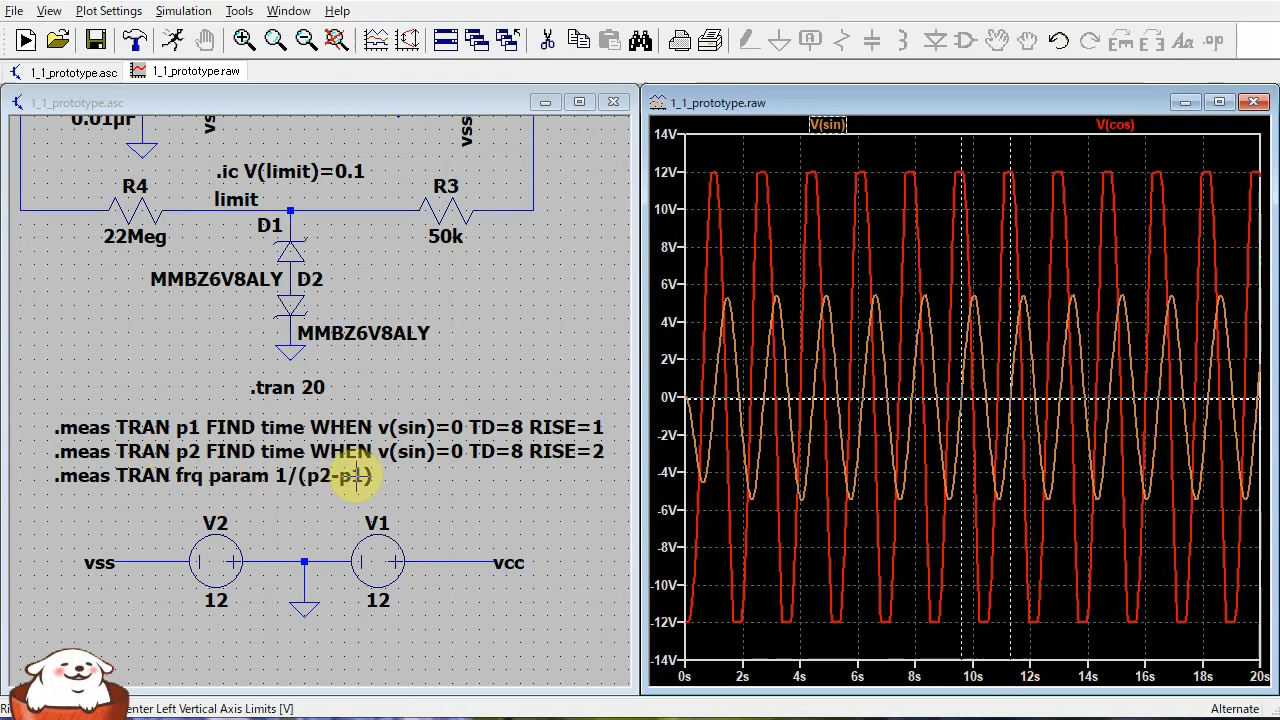 File View Plot Settings Simulation Tools Window Help
.op
1_1_prototype.asc 1_1_prototype.raw
1_1_prototype.asc
0.01µF
vss
.ic V(limit)=0.1
R4 limit R3
22Meg D1 50k
MMBZ6V8ALY D2
MMBZ6V8ALY
.tran 20
.meas TRAN p1 FIND time WHEN v(sin)=0 TD=8 RISE=1
.meas TRAN p2 FIND time WHEN v(sin)=0 TD=8 RISE=2
.meas TRAN frq param 1/(p2-p1)
V2 V1
vss vcc
12 12
1_1_prototype.raw
V(sin) V(cos)
14V
12V
10V
8V
6V
4V
2V
0V
-2V
-4V
-6V
-8V
-10V
-12V
-14V
0s 2s 4s 6s 8s 10s 12s 14s 16s 18s 20s
enter Left Vertical Axis Limits [V] Alternate